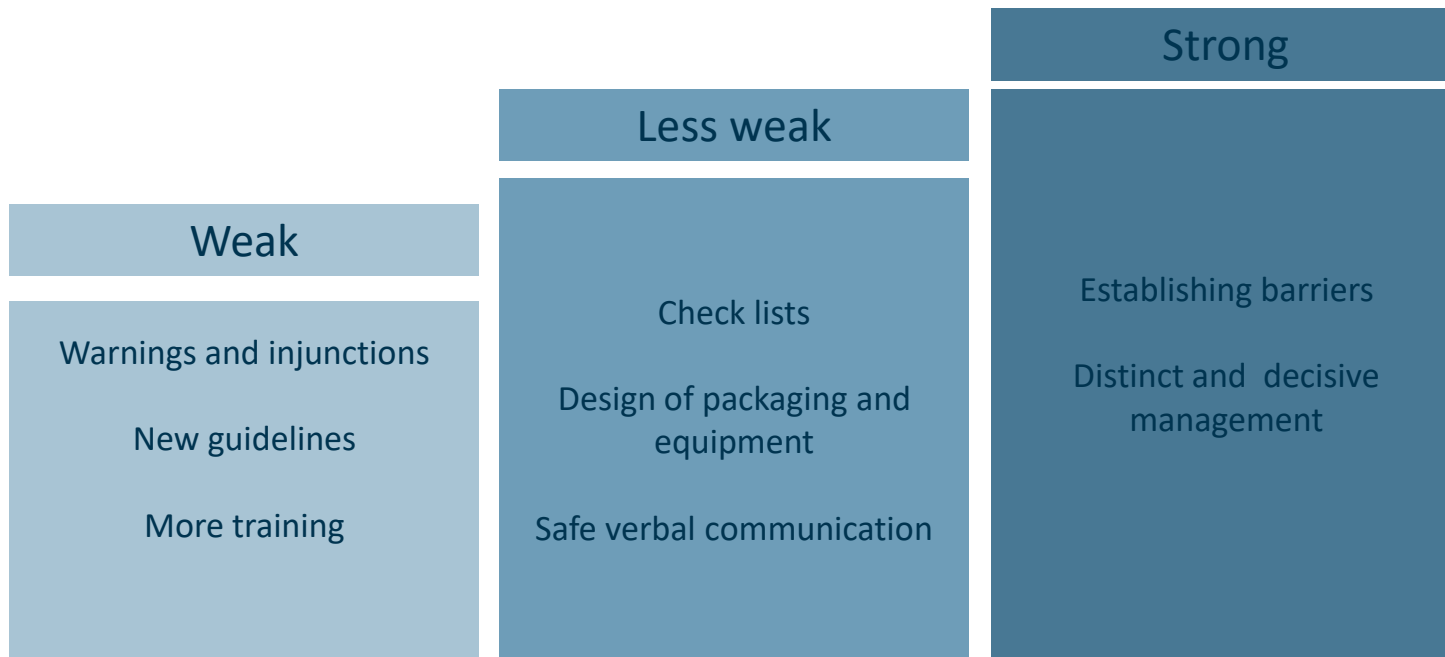 Weak
Warnings and injunctions
New guidelines
More training
Less weak
Check lists
Design of packaging and
equipment
Safe verbal communication
Strong
Establishing barriers
Distinct and  decisive
management